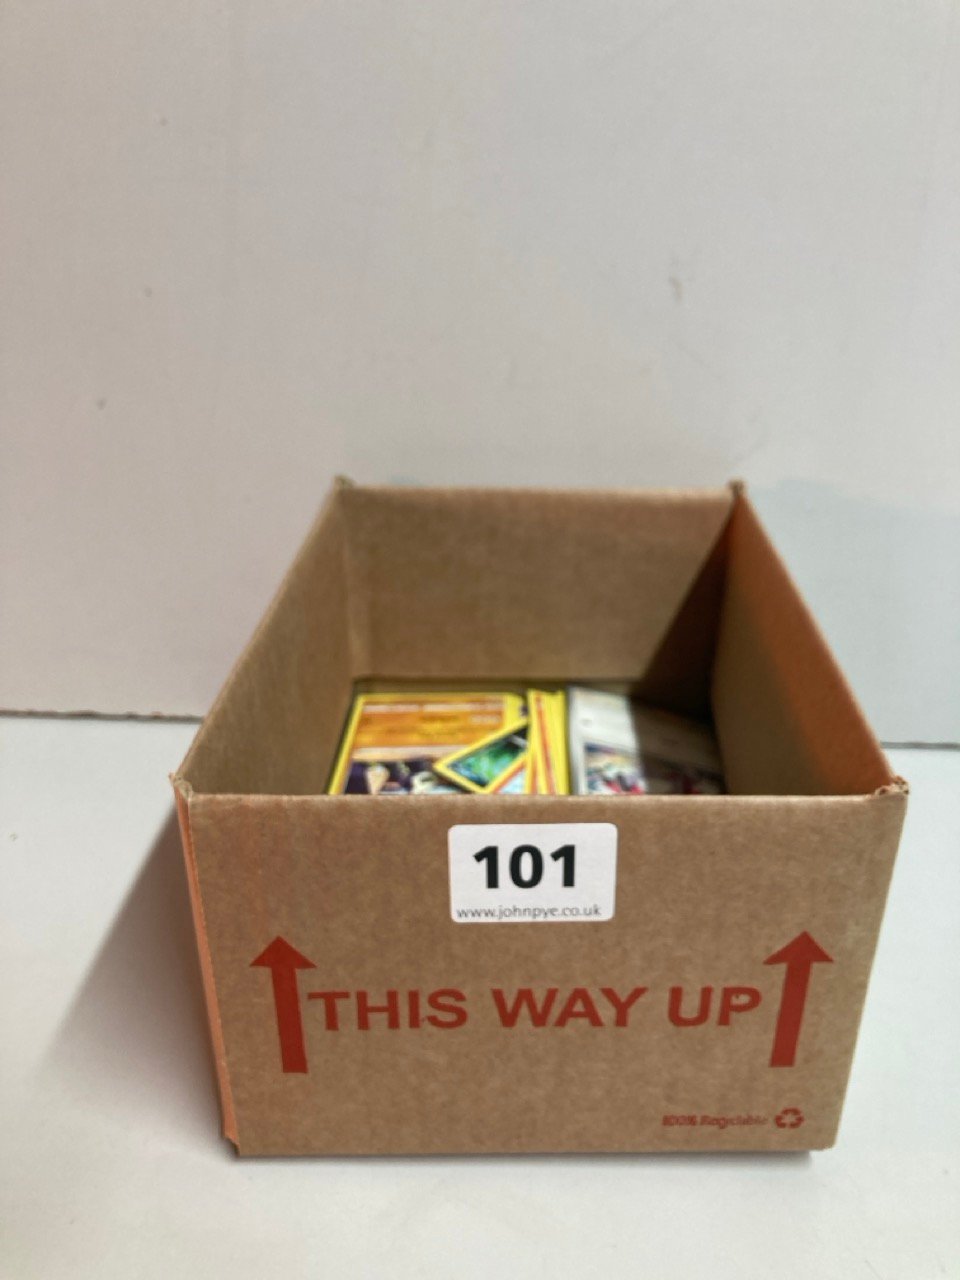 101
www.johnpye.co.uk
THIS WAY UP
100% Recyclable